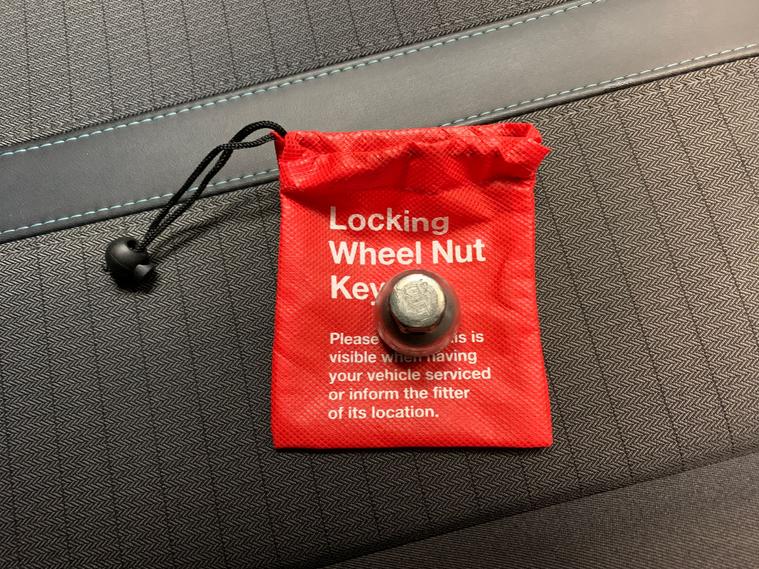 Locking
Wheel Nut
Key
Please is is
visible when having
your vehicle serviced
or inform the fitter
of its location.